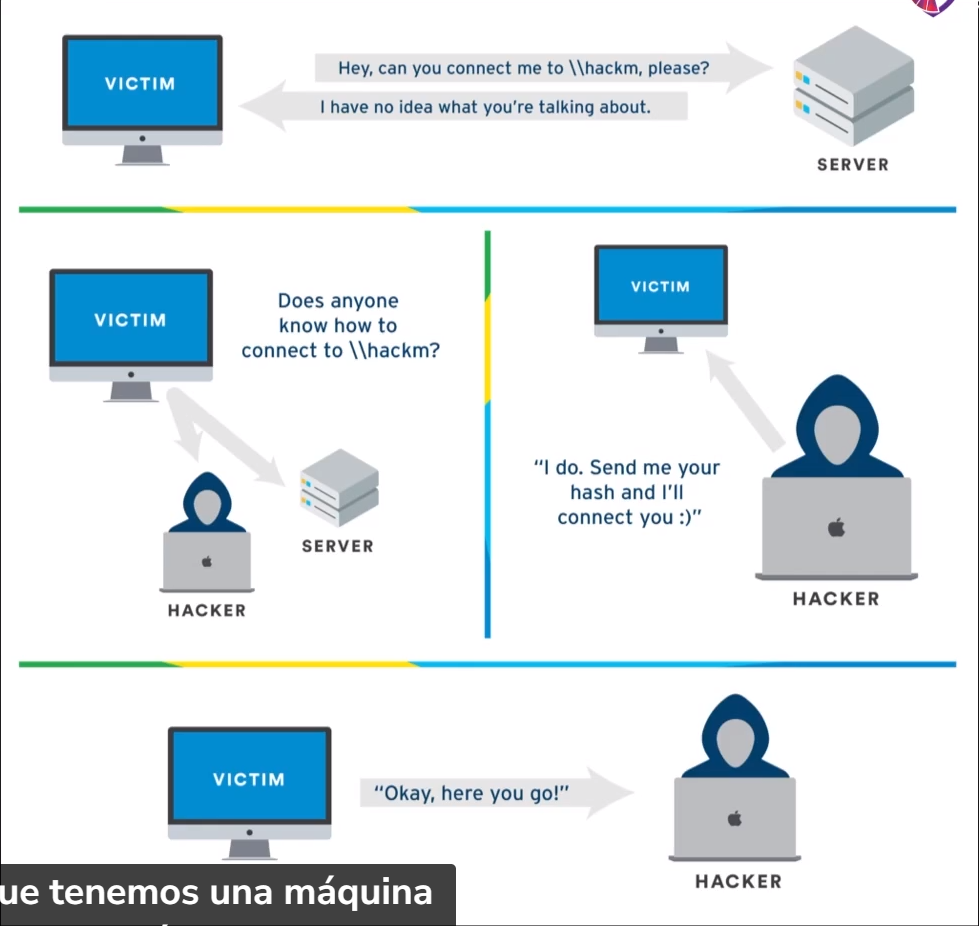 VICTIM
Hey, can you connect me to \\hackm, please?
I have no idea what you're talking about.
SERVER
VICTIM
Does anyone
know how to
connect to \\hackm?
SERVER
HACKER
VICTIM
“I do. Send me your
hash and I'll
connect you :)”
HACKER
VICTIM
“Okay, here you go!”
HACKER
ue tenemos una máquina